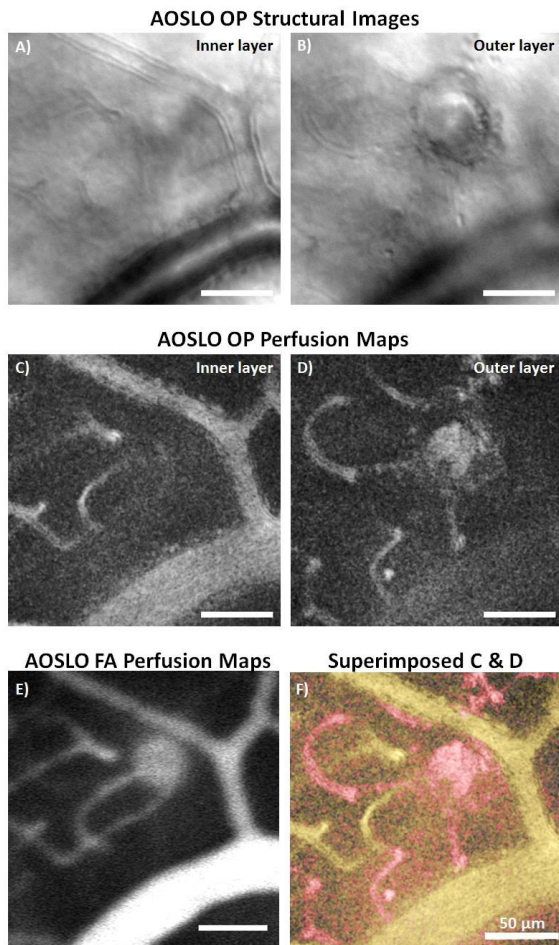 AOSLO OP Structural Images
A) Inner layer
B) Outer layer
AOSLO OP Perfusion Maps
C) Inner layer
D) Outer layer
AOSLO FA Perfusion Maps
Superimposed C & D
E)
F)
50 µm